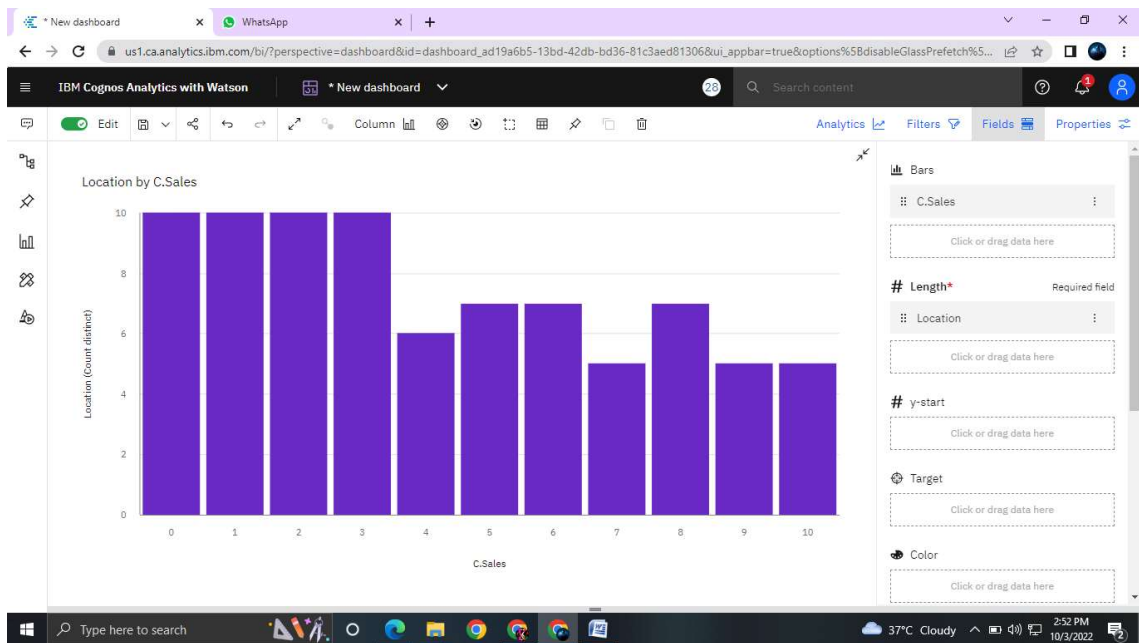 * New dashboard
WhatsApp
us1.ca.analytics.ibm.com/bi/?perspective=dashboard&id=dashboard_ad19a6b5-13bd-42db-bd36-81c3aed81306&ui_appbar=true&options%5BdisableGlassPrefetch%5...
IBM Cognos Analytics with Watson
* New dashboard
28
Search content
1
Edit
Column
Analytics
Filters
Fields
Properties
Location by C.Sales
Location (Count distinct)
10
8
6
4
2
0
0 1 2 3 4 5 6 7 8 9 10
C.Sales
Bars
C.Sales
Click or drag data here
# Length* Required field
Location
Click or drag data here
# y-start
Click or drag data here
Target
Click or drag data here
Color
Click or drag data here
Type here to search
37°C Cloudy
2:52 PM
10/3/2022
2